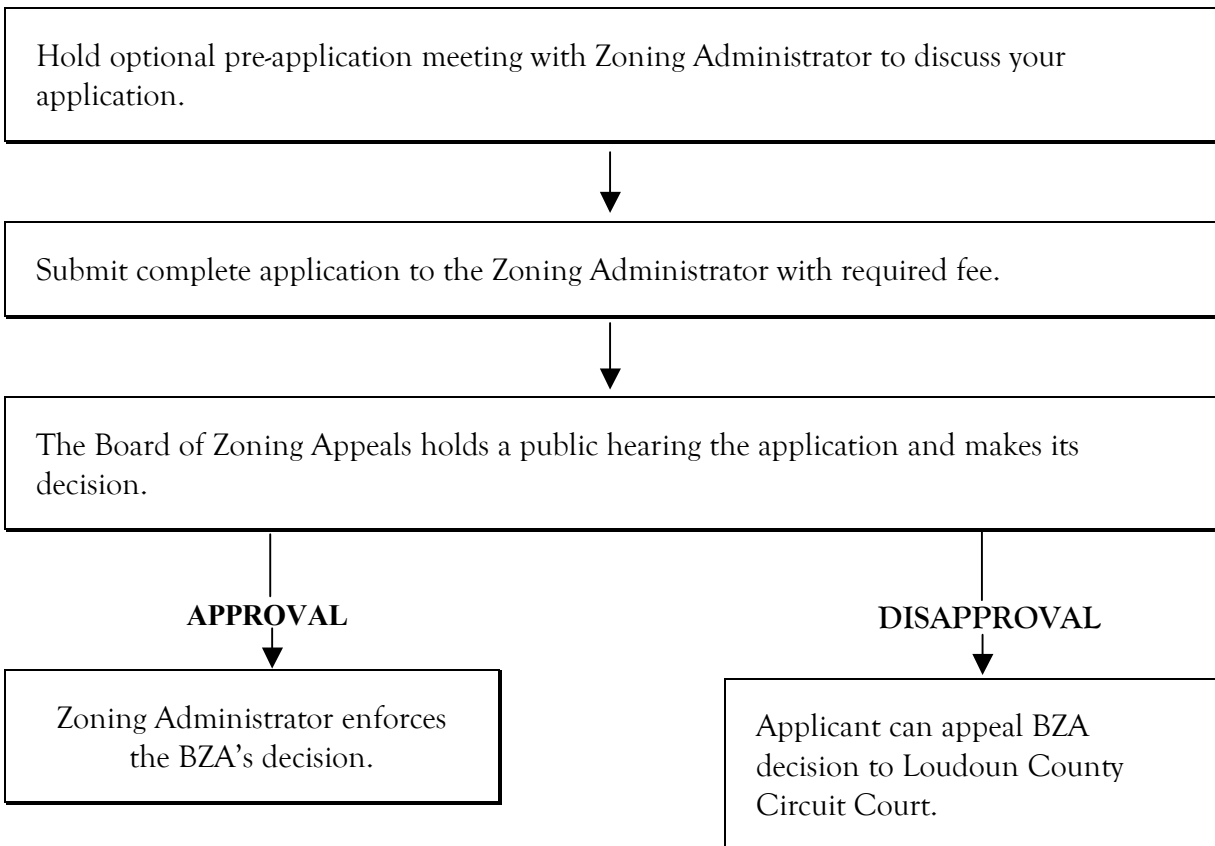 Hold optional pre-application meeting with Zoning Administrator to discuss your
application.
Submit complete application to the Zoning Administrator with required fee.
The Board of Zoning Appeals holds a public hearing the application and makes its
decision.
APPROVAL
DISAPPROVAL
Zoning Administrator enforces
the BZA’s decision.
Applicant can appeal BZA
decision to Loudoun County
Circuit Court.